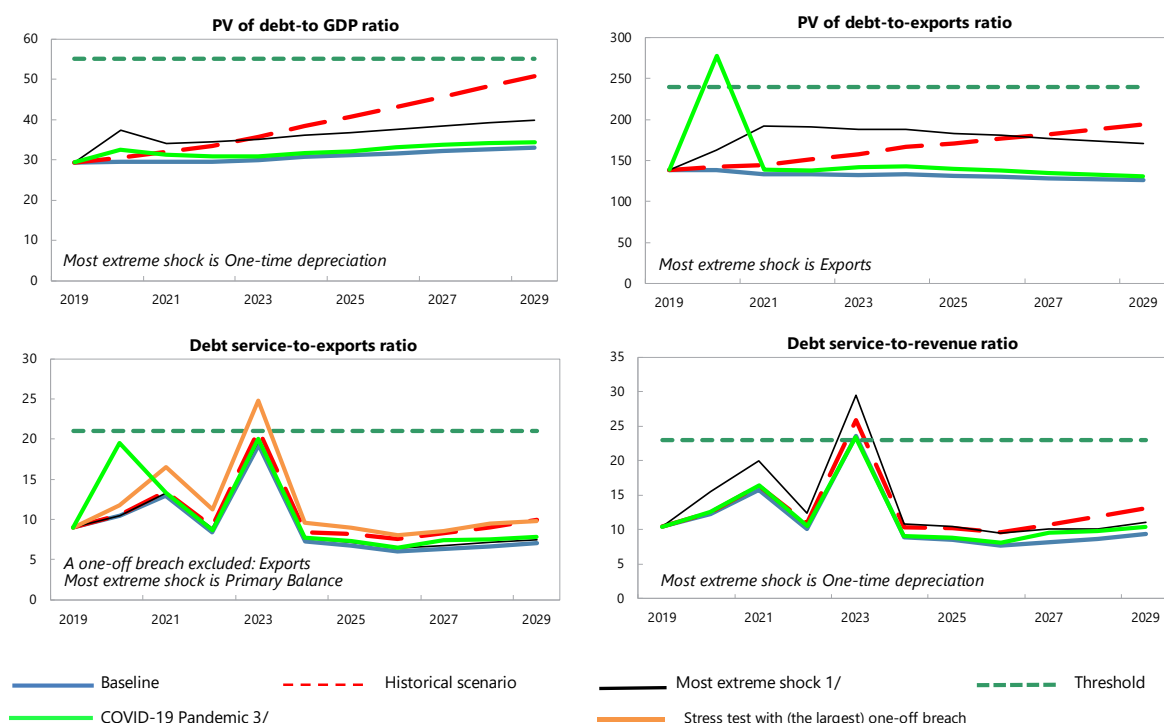 PV of debt-to GDP ratio
60
50
40
30
20
10
0
Most extreme shock is One-time depreciation
2019 2021 2023 2025 2027 2029
PV of debt-to-exports ratio
300
250
200
150
100
50
0
Most extreme shock is Exports
2019 2021 2023 2025 2027 2029
Debt service-to-exports ratio
30
25
20
15
10
5
0
A one-off breach excluded: Exports
Most extreme shock is Primary Balance
2019 2021 2023 2025 2027 2029
Debt service-to-revenue ratio
35
30
25
20
15
10
5
0
Most extreme shock is One-time depreciation
2019 2021 2023 2025 2027 2029
Baseline Historical scenario Most extreme shock 1/ Threshold
COVID-19 Pandemic 3/ Stress test with (the largest) one-off breach